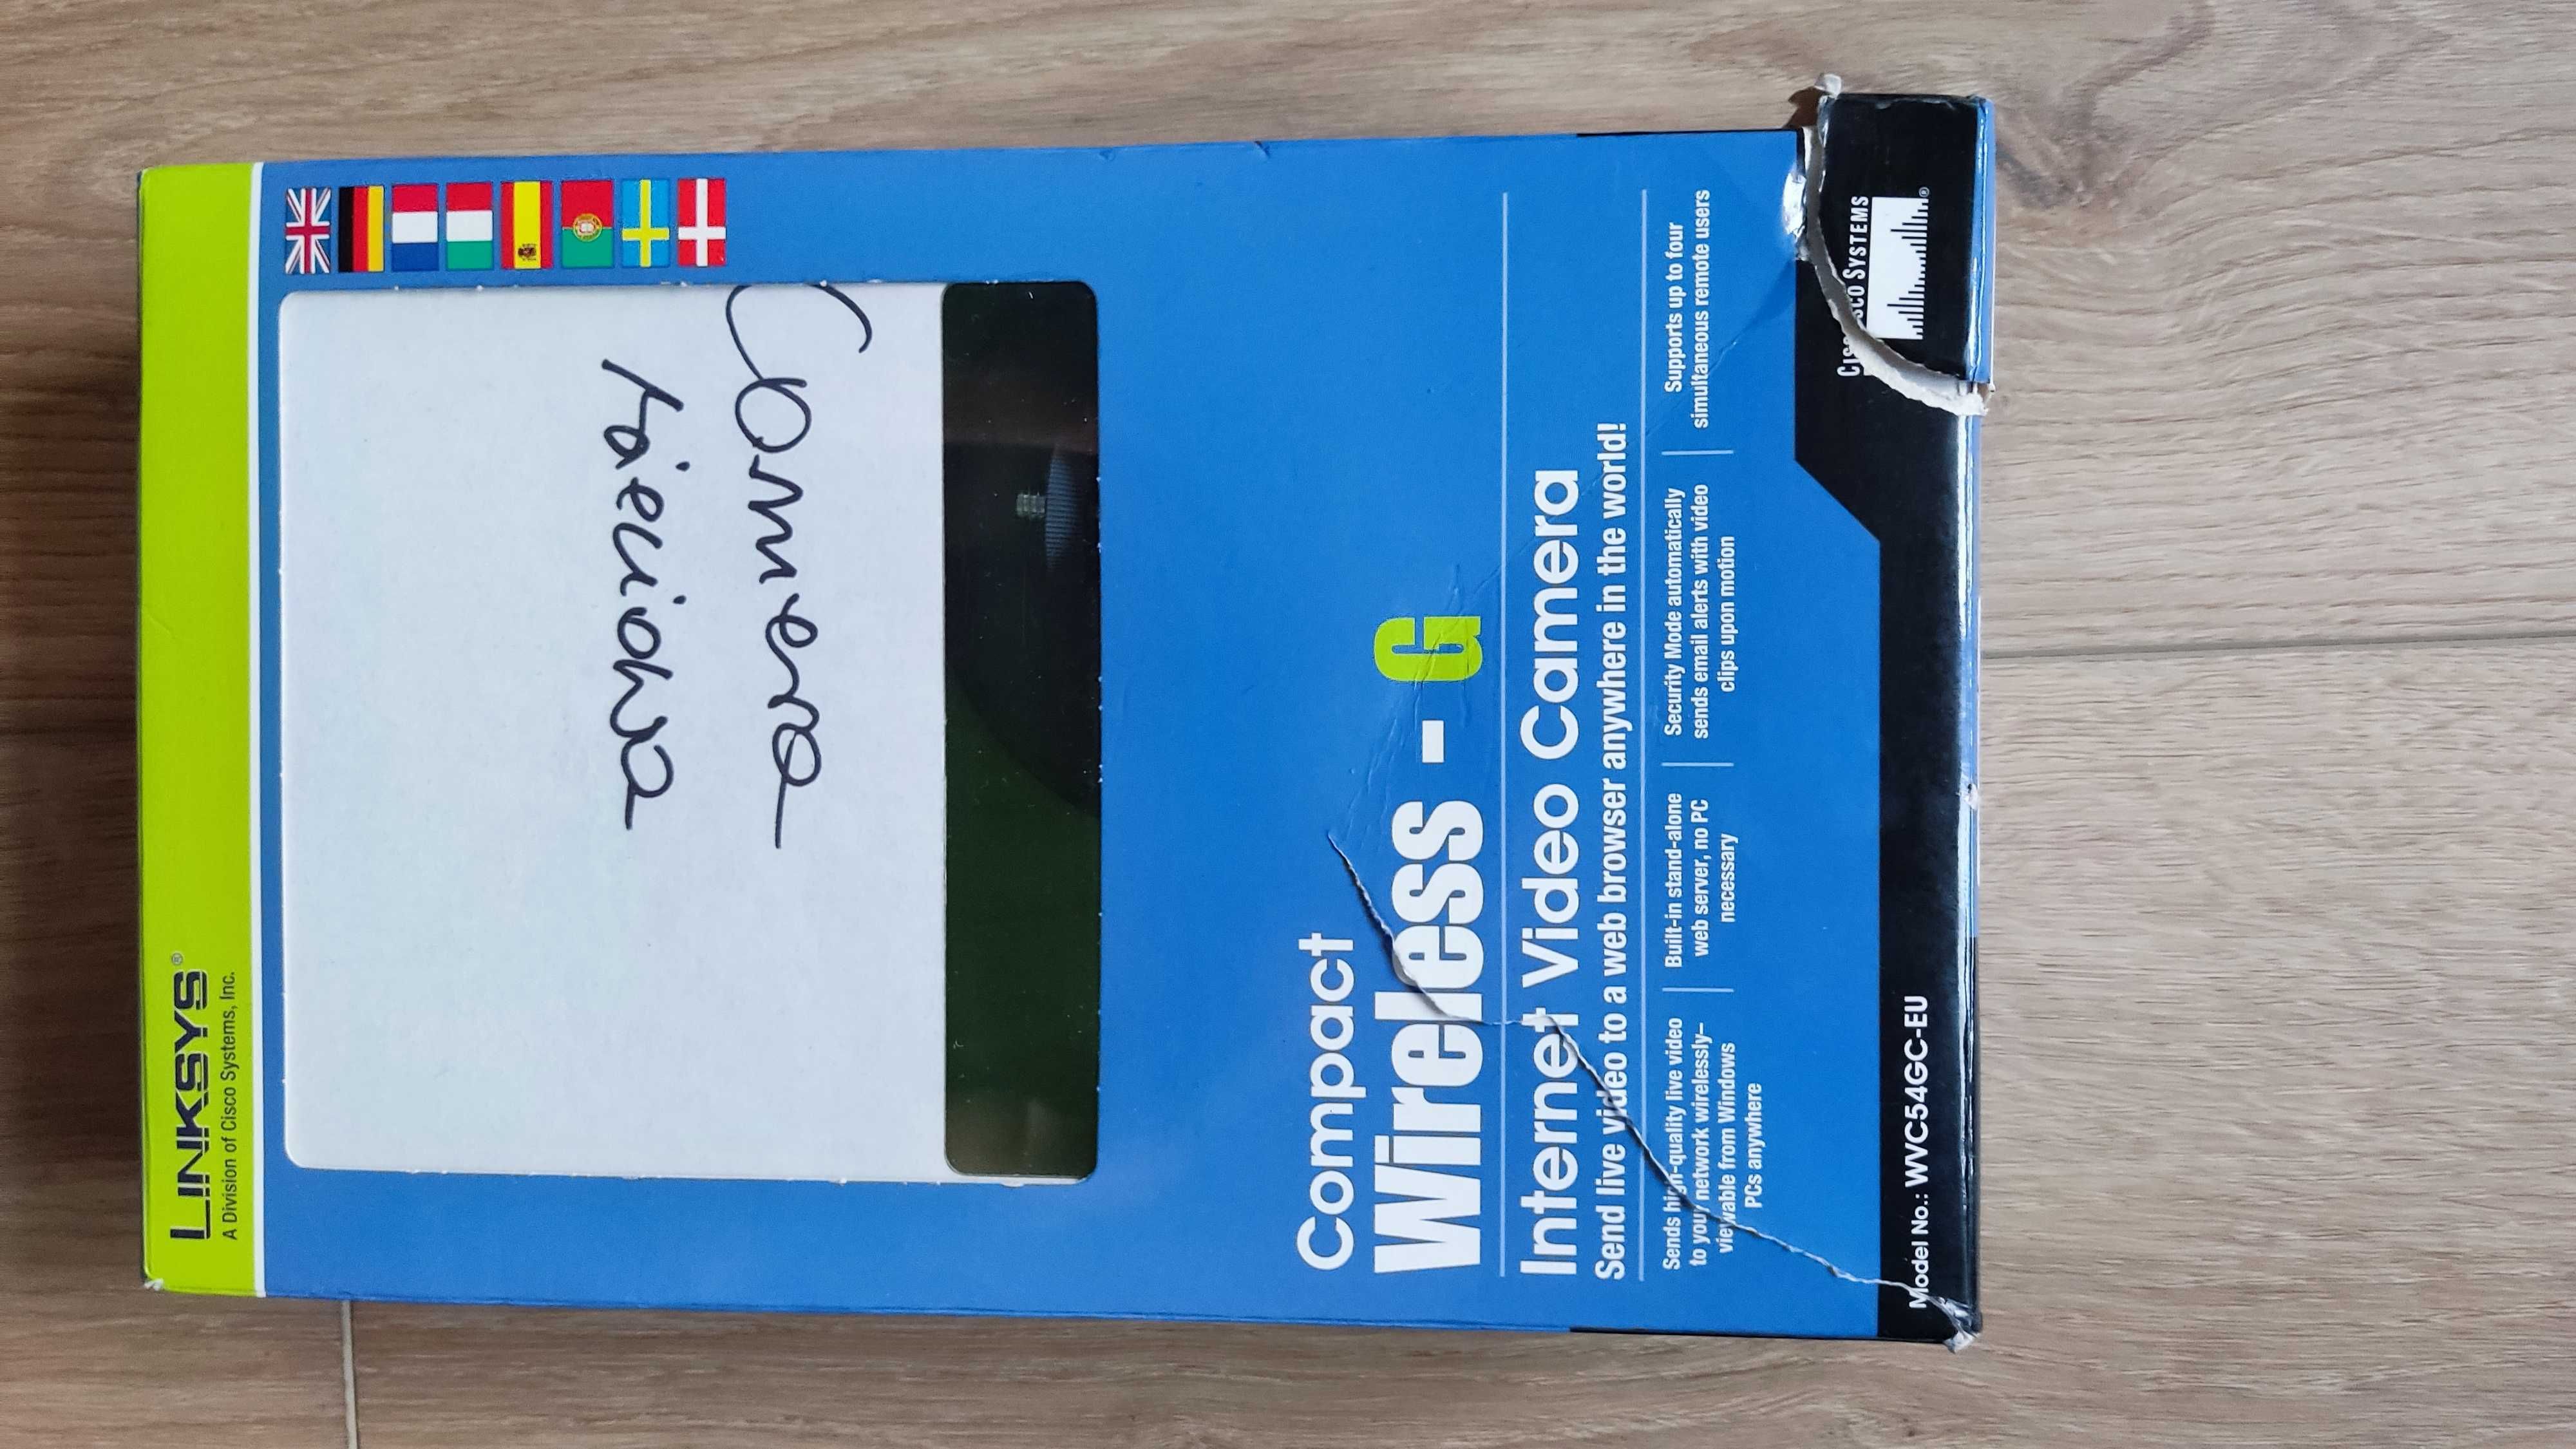 LINKSYS®
A Division of Cisco Systems, Inc.
Camera
sieciowa
Compact
Wireless - G
Internet Video Camera
Send live video to a web browser anywhere in the world!
Sends high-quality live video
to your network wirelessly–
viewable from Windows
PCs anywhere
Built-in stand-alone
web server, no PC
necessary
Security Mode automatically
sends email alerts with video
clips upon motion
Supports up to four
simultaneous remote users
Model No.: WVC54GC-EU
CISCO SYSTEMS